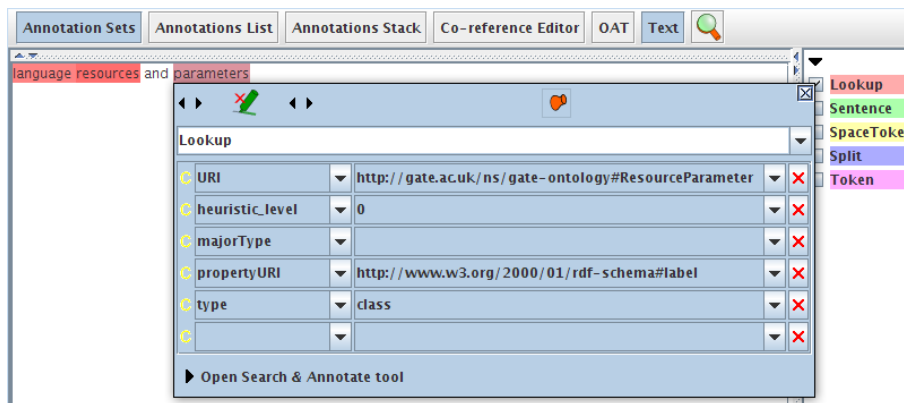 Annotation Sets Annotations List Annotations Stack Co-reference Editor OAT Text
language resources and parameters
Lookup
Sentence
SpaceToke
Split
Token
Lookup
C URI http://gate.ac.uk/ns/gate-ontology#ResourceParameter
C heuristic_level 0
C majorType
C propertyURI http://www.w3.org/2000/01/rdf-schema#label
C type class
C
Open Search & Annotate tool